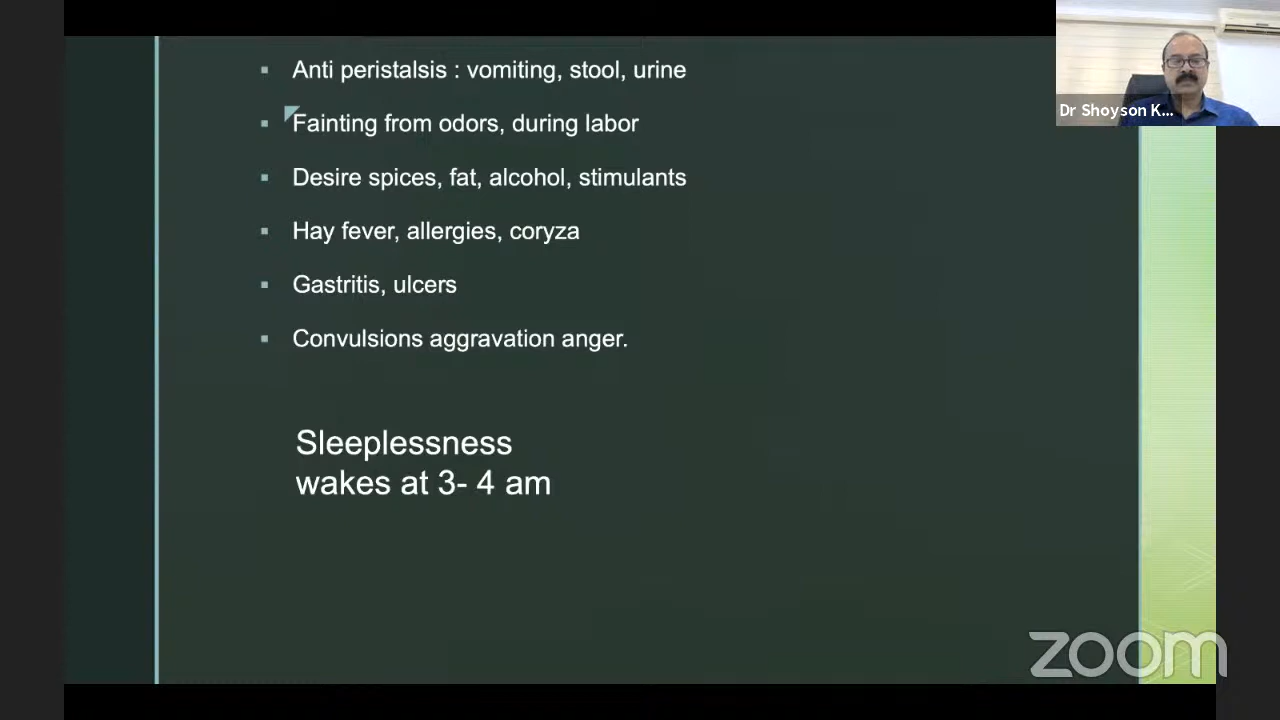 Anti peristalsis : vomiting, stool, urine
Fainting from odors, during labor
Desire spices, fat, alcohol, stimulants
Hay fever, allergies, coryza
Gastritis, ulcers
Convulsions aggravation anger.
Sleeplessness
wakes at 3- 4 am
Dr Shoyson K...
zoom